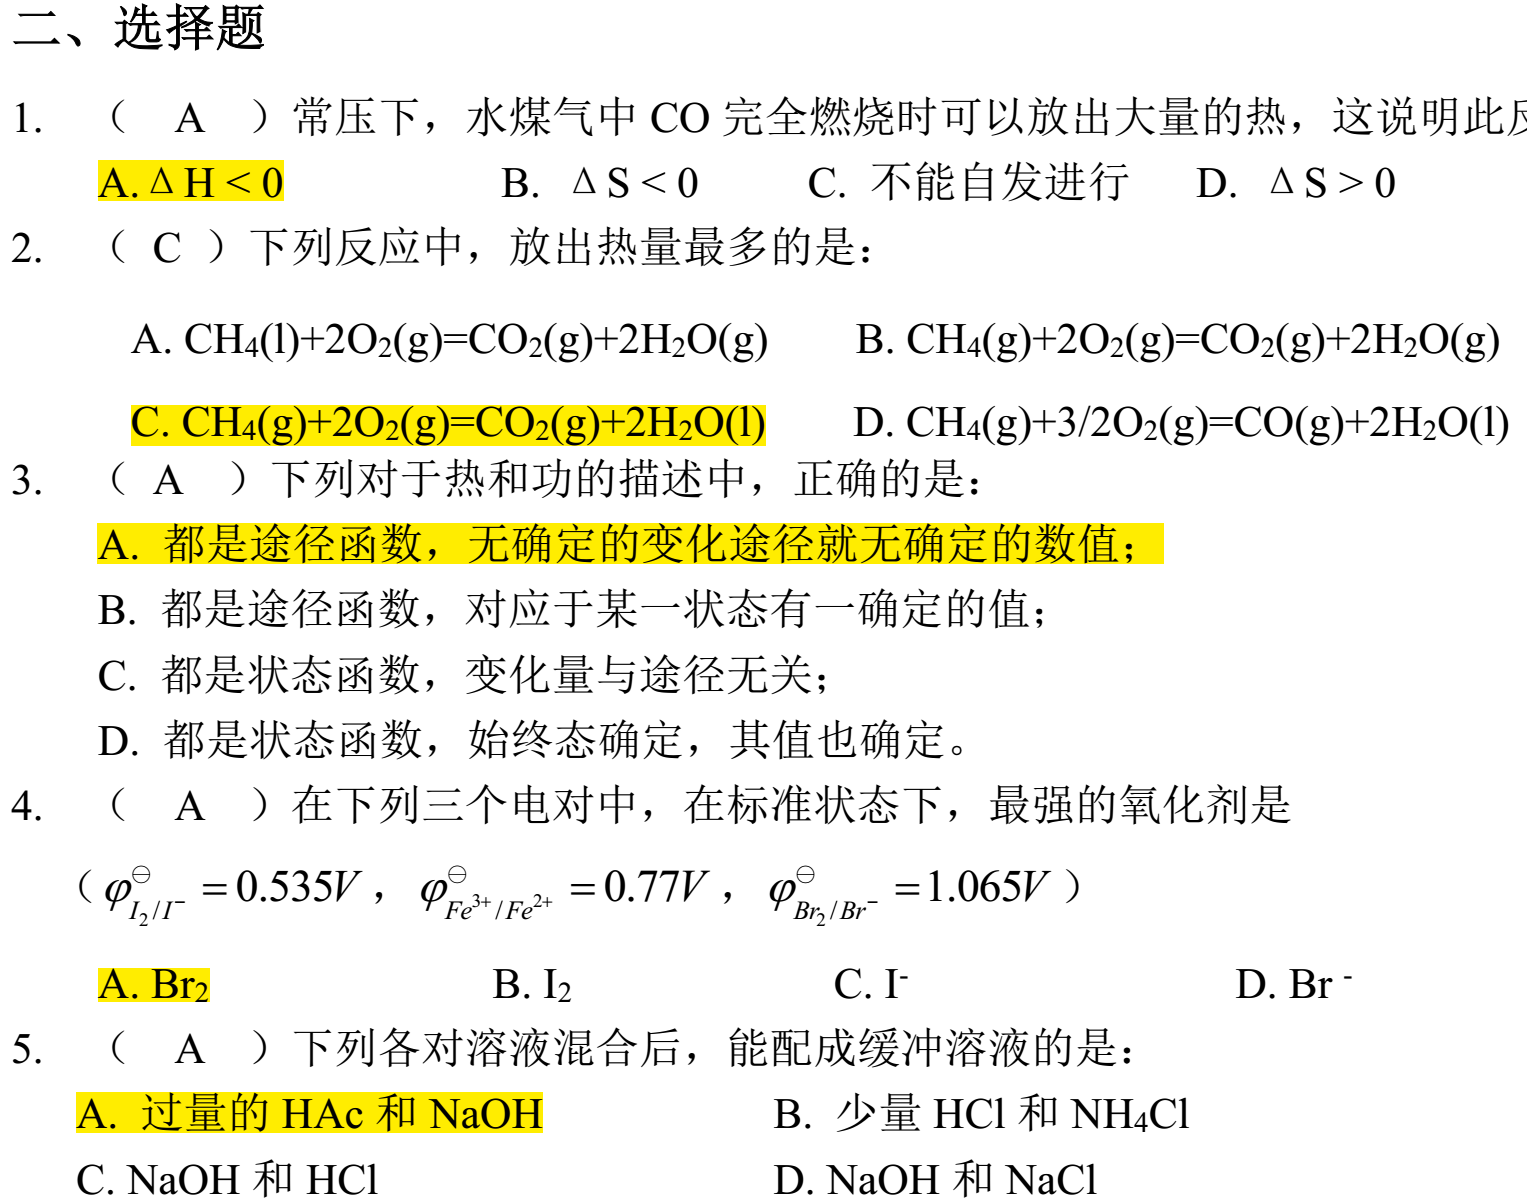 二、选择题
1. （ A ）常压下，水煤气中 CO 完全燃烧时可以放出大量的热，这说明此
A. Δ H < 0 B. Δ S < 0 C. 不能自发进行 D. Δ S > 0
2. （ C ）下列反应中，放出热量最多的是：
A. CH₄(l)+2O₂(g)=CO₂(g)+2H₂O(g) B. CH₄(g)+2O₂(g)=CO₂(g)+2H₂O(g)
C. CH₄(g)+2O₂(g)=CO₂(g)+2H₂O(l) D. CH₄(g)+3/2O₂(g)=CO(g)+2H₂O(l)
3. （ A ）下列对于热和功的描述中，正确的是：
A. 都是途径函数，无确定的变化途径就无确定的数值；
B. 都是途径函数，对应于某一状态有一确定的值；
C. 都是状态函数，变化量与途径无关；
D. 都是状态函数，始终态确定，其值也确定。
4. （ A ）在下列三个电对中，在标准状态下，最强的氧化剂是
（φ⊖ I₂/I⁻ = 0.535V，φ⊖ Fe³⁺/Fe²⁺ = 0.77V，φ⊖ Br₂/Br⁻ = 1.065V）
A. Br₂ B. I₂ C. I⁻ D. Br ⁻
5. （ A ）下列各对溶液混合后，能配成缓冲溶液的是：
A. 过量的 HAc 和 NaOH B. 少量 HCl 和 NH₄Cl
C. NaOH 和 HCl D. NaOH 和 NaCl